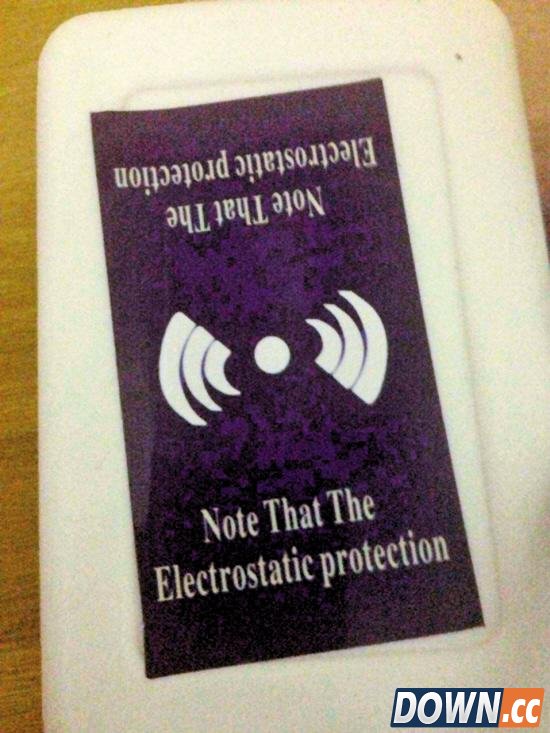 Note That The
Electrostatic protection
Note That The
Electrostatic protection
DOWN.cc